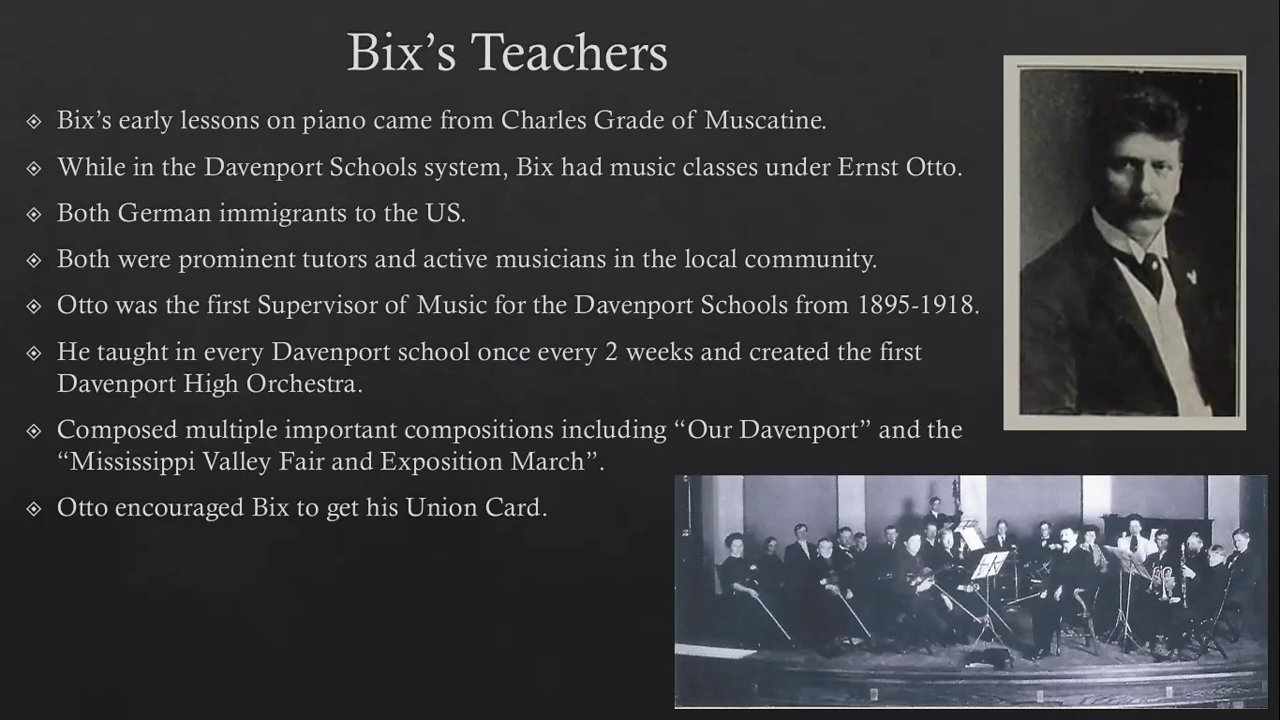 Bix’s Teachers
Bix’s early lessons on piano came from Charles Grade of Muscatine.
While in the Davenport Schools system, Bix had music classes under Ernst Otto.
Both German immigrants to the US.
Both were prominent tutors and active musicians in the local community.
Otto was the first Supervisor of Music for the Davenport Schools from 1895-1918.
He taught in every Davenport school once every 2 weeks and created the first
Davenport High Orchestra.
Composed multiple important compositions including “Our Davenport” and the
“Mississippi Valley Fair and Exposition March”.
Otto encouraged Bix to get his Union Card.